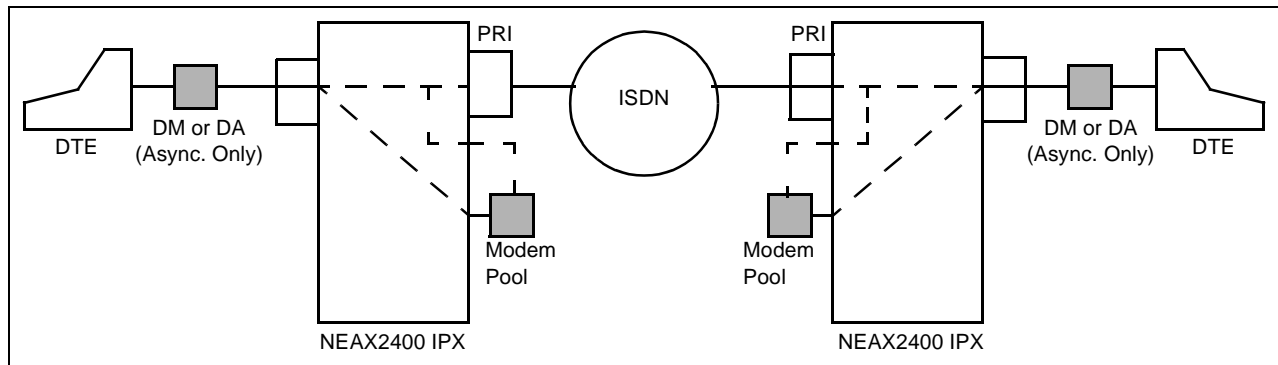 PRI
ISDN
PRI
DTE
DM or DA
(Async. Only)
Modem
Pool
Modem
Pool
DM or DA
(Async. Only)
DTE
NEAX2400 IPX
NEAX2400 IPX